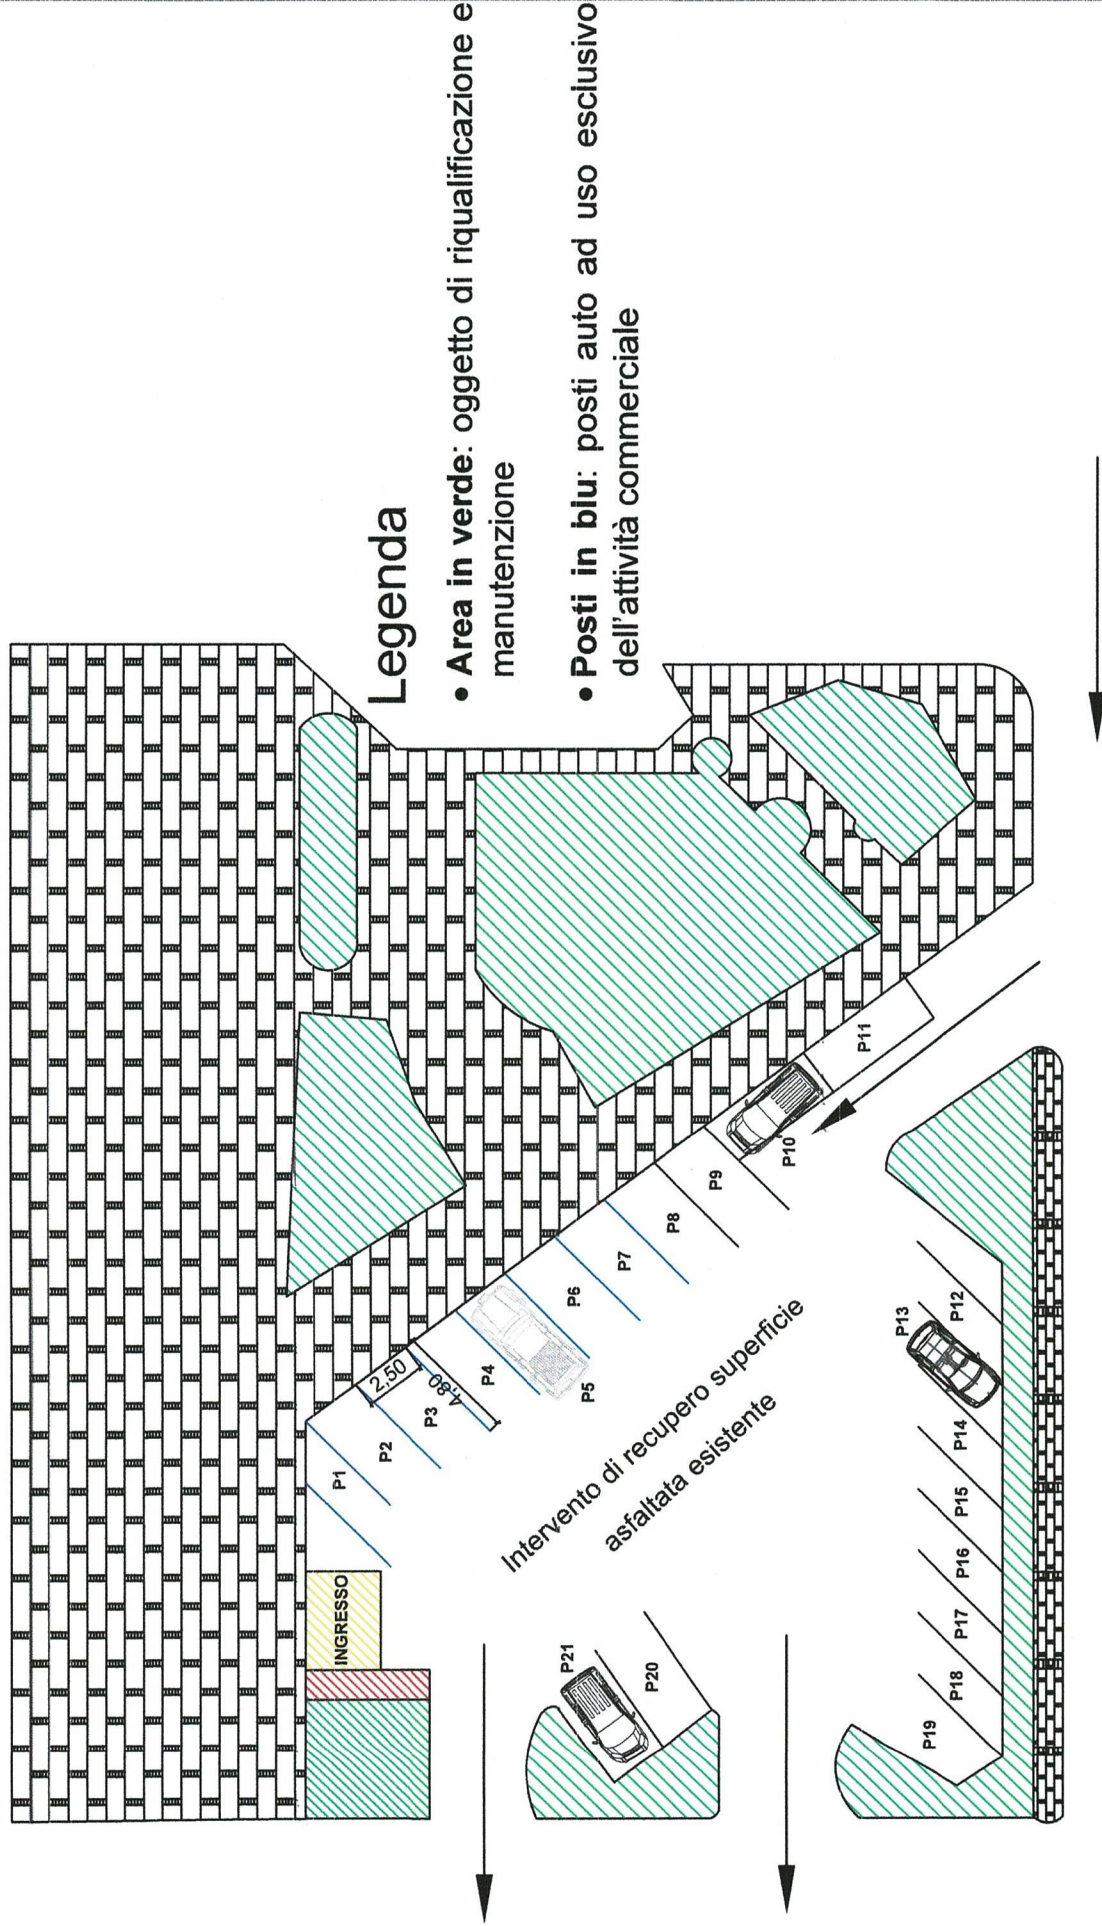 Legenda
• Area in verde: oggetto di riqualificazione e
manutenzione
• Posti in blu: posti auto ad uso esclusivo
dell'attività commerciale
INGRESSO
P1
P2
2,50
P3
4,80
P4
P5
P6
P7
P8
P9
P10
P11
Intervento di recupero superficie
asfaltata esistente
P12
P13
P14
P15
P16
P17
P18
P19
P20
P21